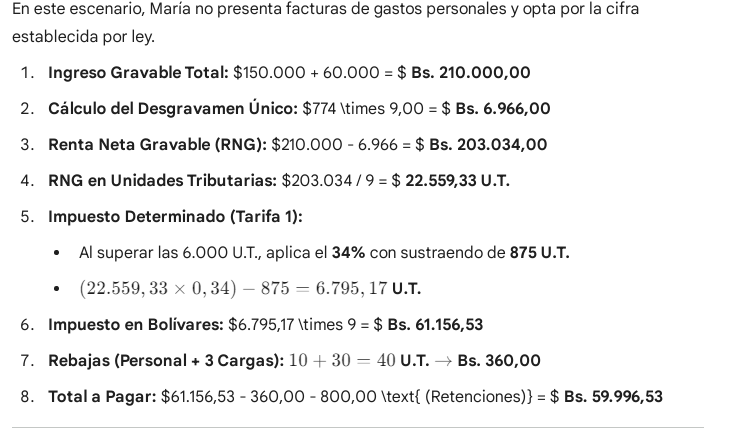 En este escenario, María no presenta facturas de gastos personales y opta por la cifra
establecida por ley.
1. Ingreso Gravable Total: $150.000 + 60.000 = $ Bs. 210.000,00
2. Cálculo del Desgravamen Único: $774 \times 9,00 = $ Bs. 6.966,00
3. Renta Neta Gravable (RNG): $210.000 - 6.966 = $ Bs. 203.034,00
4. RNG en Unidades Tributarias: $203.034 / 9 = $ 22.559,33 U.T.
5. Impuesto Determinado (Tarifa 1):
• Al superar las 6.000 U.T., aplica el 34% con sustraendo de 875 U.T.
• (22.559, 33 × 0, 34) − 875 = 6.795, 17 U.T.
6. Impuesto en Bolívares: $6.795,17 \times 9 = $ Bs. 61.156,53
7. Rebajas (Personal + 3 Cargas): 10 + 30 = 40 U.T. → Bs. 360,00
8. Total a Pagar: $61.156,53 - 360,00 - 800,00 \text{ (Retenciones)} = $ Bs. 59.996,53